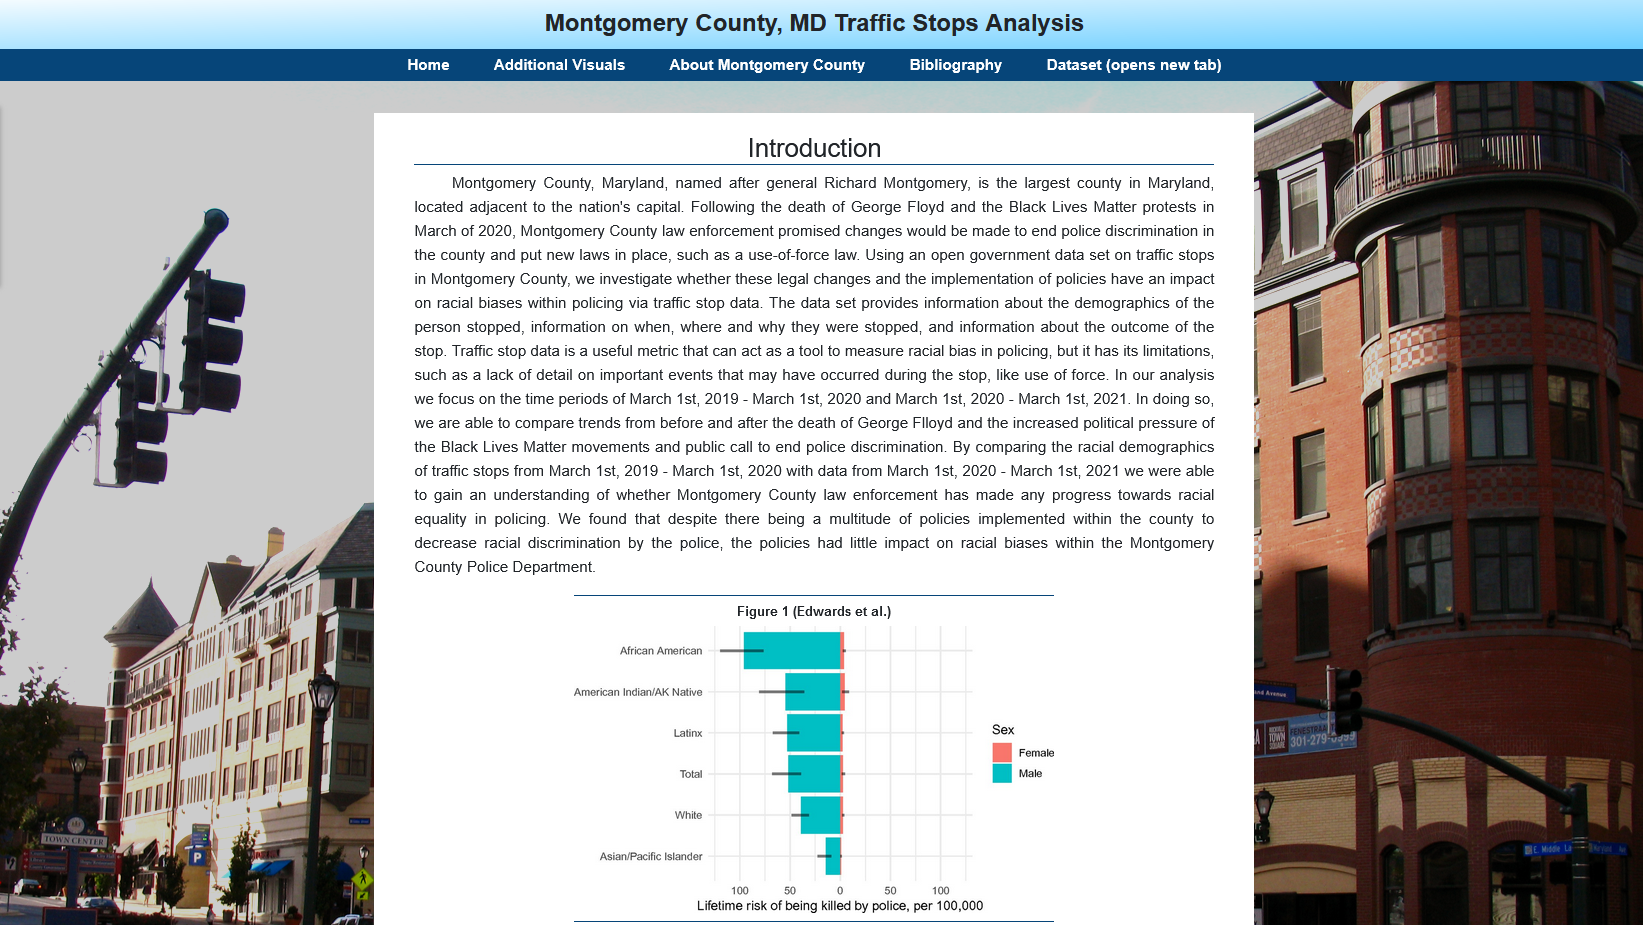 Montgomery County, MD Traffic Stops Analysis
Home Additional Visuals About Montgomery County Bibliography Dataset (opens new tab)
Introduction
Montgomery County, Maryland, named after general Richard Montgomery, is the largest county in Maryland,
located adjacent to the nation's capital. Following the death of George Floyd and the Black Lives Matter protests in
March of 2020, Montgomery County law enforcement promised changes would be made to end police discrimination in
the county and put new laws in place, such as a use-of-force law. Using an open government data set on traffic stops
in Montgomery County, we investigate whether these legal changes and the implementation of policies have an impact
on racial biases within policing via traffic stop data. The data set provides information about the demographics of the
person stopped, information on when, where and why they were stopped, and information about the outcome of the
stop. Traffic stop data is a useful metric that can act as a tool to measure racial bias in policing, but it has its limitations,
such as a lack of detail on important events that may have occurred during the stop, like use of force. In our analysis
we focus on the time periods of March 1st, 2019 - March 1st, 2020 and March 1st, 2020 - March 1st, 2021. In doing so,
we are able to compare trends from before and after the death of George Flloyd and the increased political pressure of
the Black Lives Matter movements and public call to end police discrimination. By comparing the racial demographics
of traffic stops from March 1st, 2019 - March 1st, 2020 with data from March 1st, 2020 - March 1st, 2021 we were able
to gain an understanding of whether Montgomery County law enforcement has made any progress towards racial
equality in policing. We found that despite there being a multitude of policies implemented within the county to
decrease racial discrimination by the police, the policies had little impact on racial biases within the Montgomery
County Police Department.
Figure 1 (Edwards et al.)
African American
American Indian/AK Native
Latinx
Total
White
Asian/Pacific Islander
100 50 0 50 100
Lifetime risk of being killed by police, per 100,000
Sex
Female
Male
TOWN CENTER
P
ROCKVILLE
TOWN
SQUARE
301-279-
E. Middle